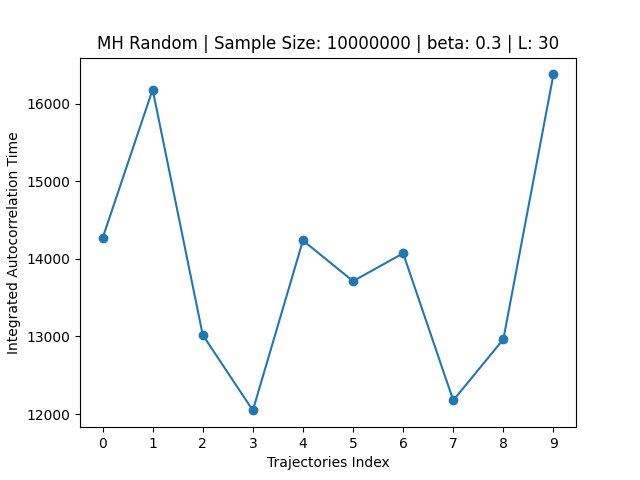 MH Random | Sample Size: 10000000 | beta: 0.3 | L: 30
Integrated Autocorrelation Time
16000
15000
14000
13000
12000
0 1 2 3 4 5 6 7 8 9
Trajectories Index